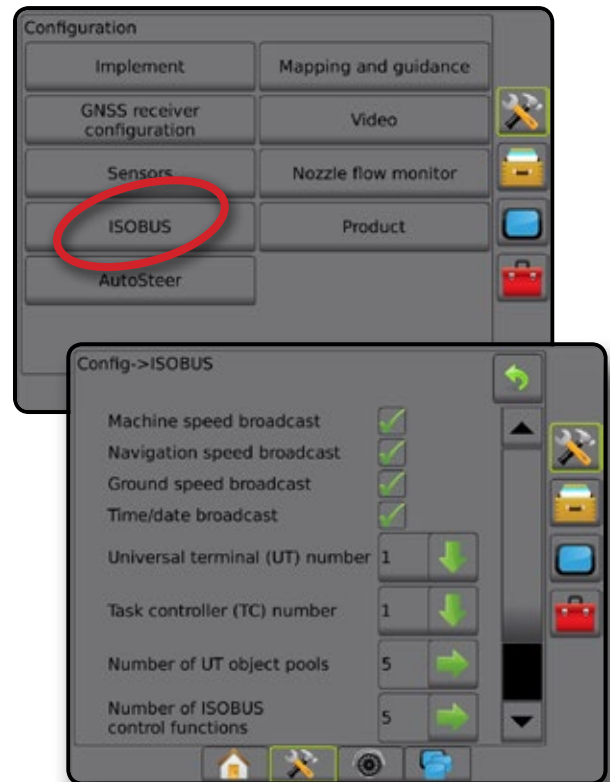 Configuration
Implement
Mapping and guidance
GNSS receiver
configuration
Video
Sensors
Nozzle flow monitor
ISOBUS
Product
AutoSteer
Config->ISOBUS
Machine speed broadcast
Navigation speed broadcast
Ground speed broadcast
Time/date broadcast
Universal terminal (UT) number 1
Task controller (TC) number 1
Number of UT object pools 5
Number of ISOBUS
control functions 5